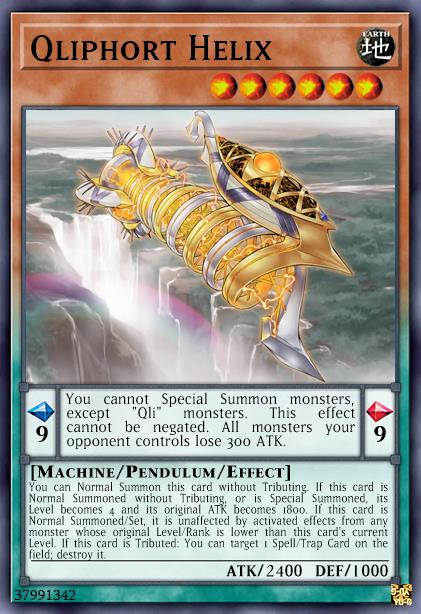 Qliphort Helix
EARTH
地
You cannot Special Summon monsters,
except "Qli" monsters. This effect
cannot be negated. All monsters
your opponent controls lose 300 ATK.
9
9
[Machine/Pendulum/Effect]
You can Normal Summon this card without Tributing. If this card is
Normal Summoned without Tributing, or is Special Summoned, its
Level becomes 4 and its original ATK becomes 1800. If this card is
Normal Summoned/Set, it is unaffected by activated effects from any
monster whose original Level/Rank is lower than this card's current
Level. If this card is Tributed: You can target 1 Spell/Trap Card on the
field; destroy it.
ATK/2400 DEF/1000
37991342